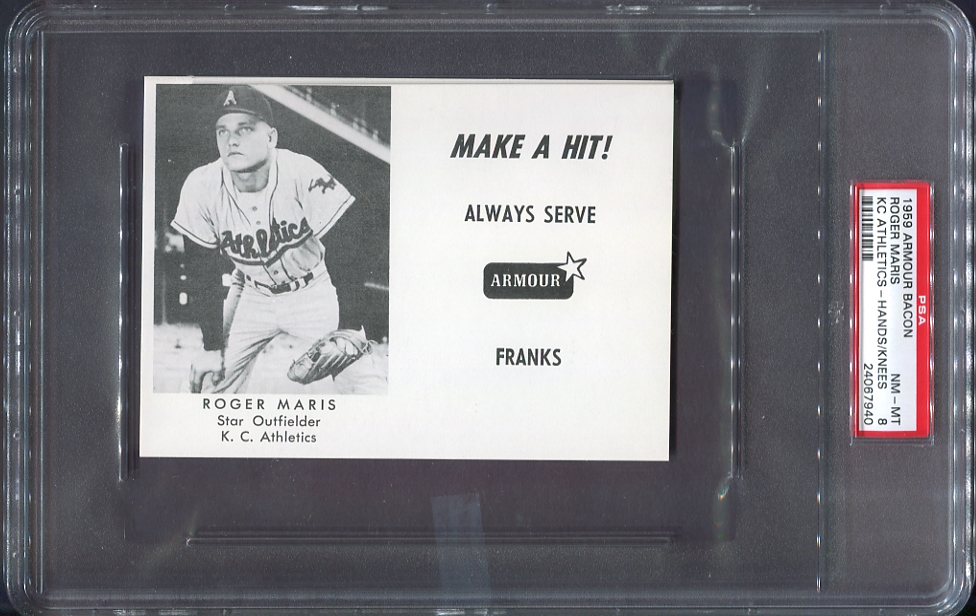 A
Athletics
ROGER MARIS
Star Outfielder
K. C. Athletics
MAKE A HIT!
ALWAYS SERVE
ARMOUR
FRANKS
PSA
1959 ARMOUR BACON NM - MT
ROGER MARIS 8
KC ATHLETICS - HANDS/KNEES
24067940